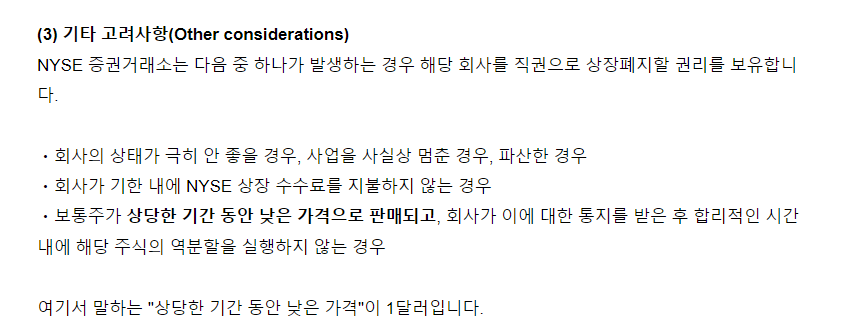 (3) 기타 고려사항(Other considerations)
NYSE 증권거래소는 다음 중 하나가 발생하는 경우 해당 회사를 직권으로 상장폐지할 권리를 보유합니
다.
・회사의 상태가 극히 안 좋을 경우, 사업을 사실상 멈춘 경우, 파산한 경우
・회사가 기한 내에 NYSE 상장 수수료를 지불하지 않는 경우
・보통주가 상당한 기간 동안 낮은 가격으로 판매되고, 회사가 이에 대한 통지를 받은 후 합리적인 시간
내에 해당 주식의 역분할을 실행하지 않는 경우
여기서 말하는 "상당한 기간 동안 낮은 가격"이 1달러입니다.